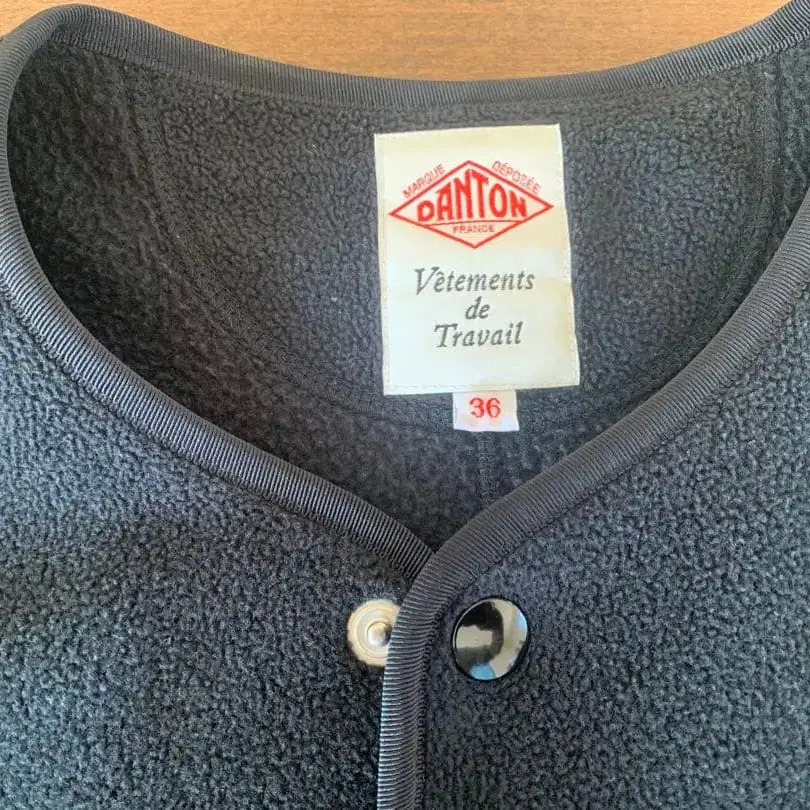 MARQUE DÉPOSÉE
DANTON
FRANCE
Vêtements
de
Travail
36